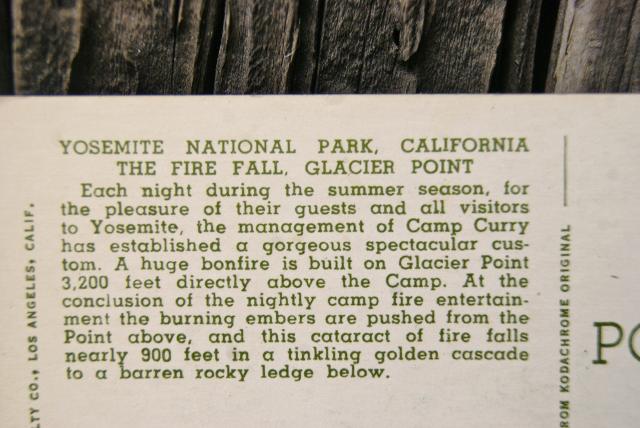 YOSEMITE NATIONAL PARK, CALIFORNIA
THE FIRE FALL, GLACIER POINT
Each night during the summer season, for
the pleasure of their guests and all visitors
to Yosemite, the management of Camp Curry
has established a gorgeous spectacular cus-
tom. A huge bonfire is built on Glacier Point
3,200 feet directly above the Camp. At the
conclusion of the nightly camp fire entertain-
ment the burning embers are pushed from the
Point above, and this cataract of fire falls
nearly 900 feet in a tinkling golden cascade
to a barren rocky ledge below.
LTY CO., LOS ANGELES, CALIF.
ROM KODACHROME ORIGINAL